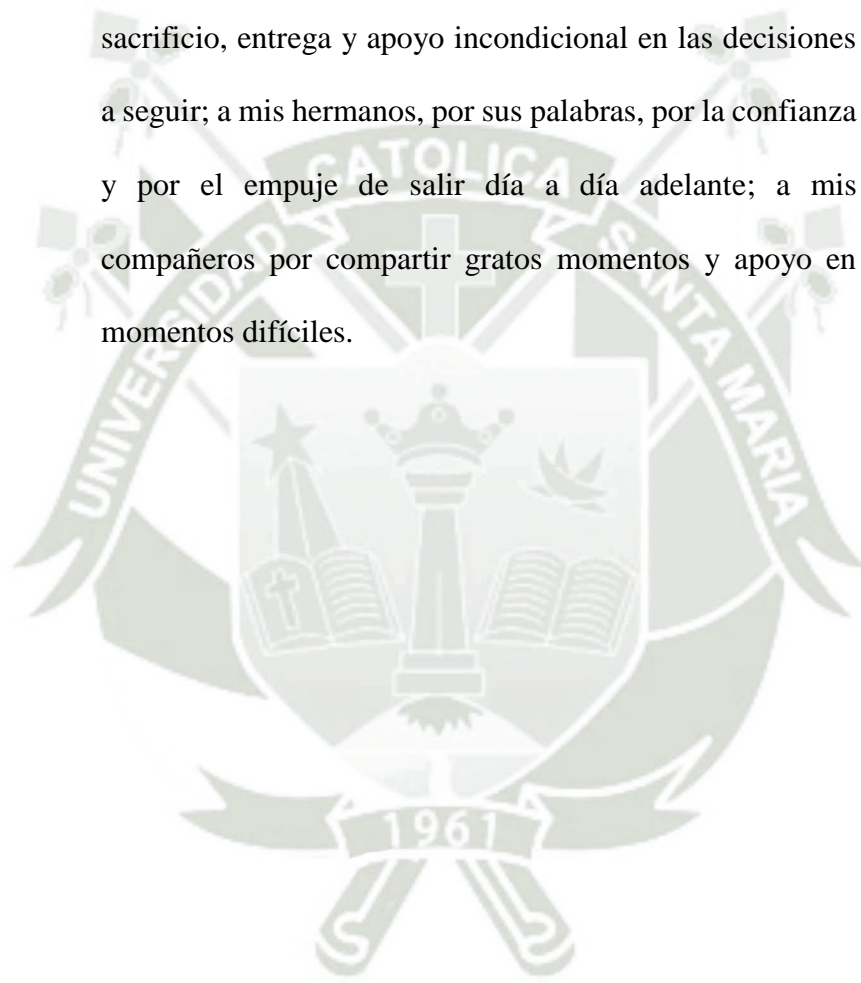 sacrificio, entrega y apoyo incondicional en las decisiones
a seguir; a mis hermanos, por sus palabras, por la confianza
y por el empuje de salir día a día adelante; a mis
compañeros por compartir gratos momentos y apoyo en
momentos difíciles.
UNIVERSIDAD CATOLICA SANTA MARIA
1961